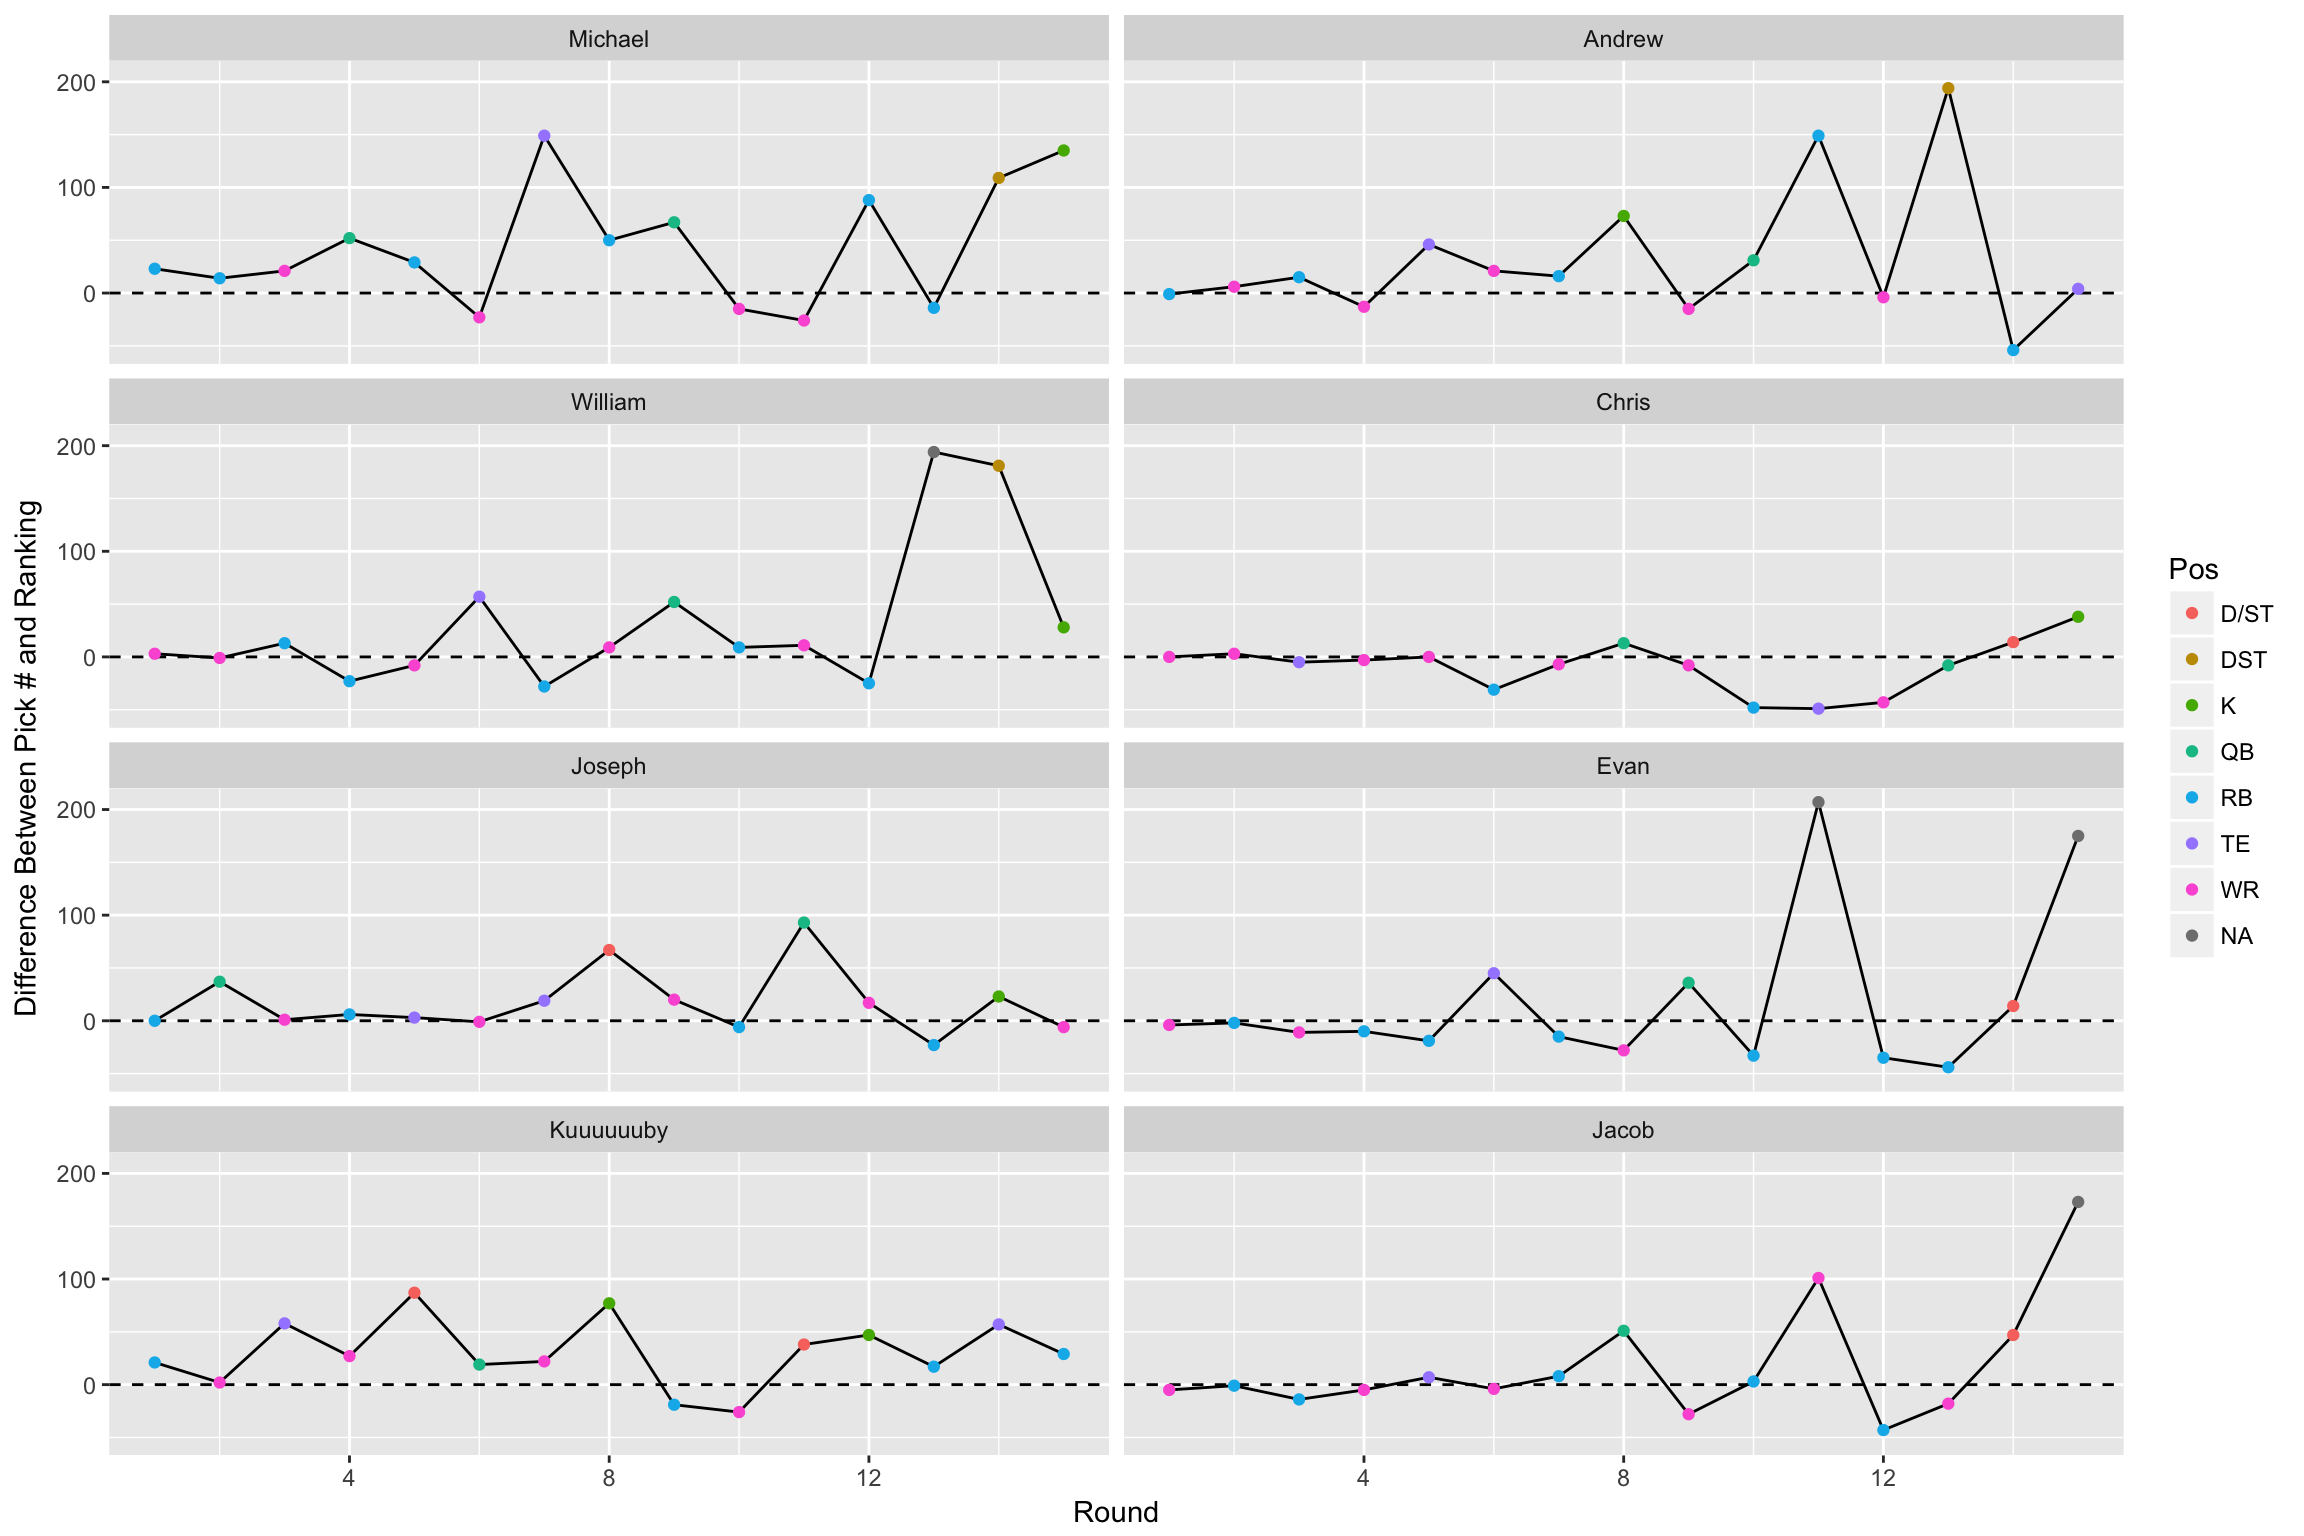 Michael
Andrew
200
100
0
William
Chris
200
100
0
Joseph
Evan
200
100
0
Kuuuuuuby
Jacob
200
100
0
4
8
12
4
8
12
Round
Difference Between Pick # and Ranking
Pos
D/ST
DST
K
QB
RB
TE
WR
NA